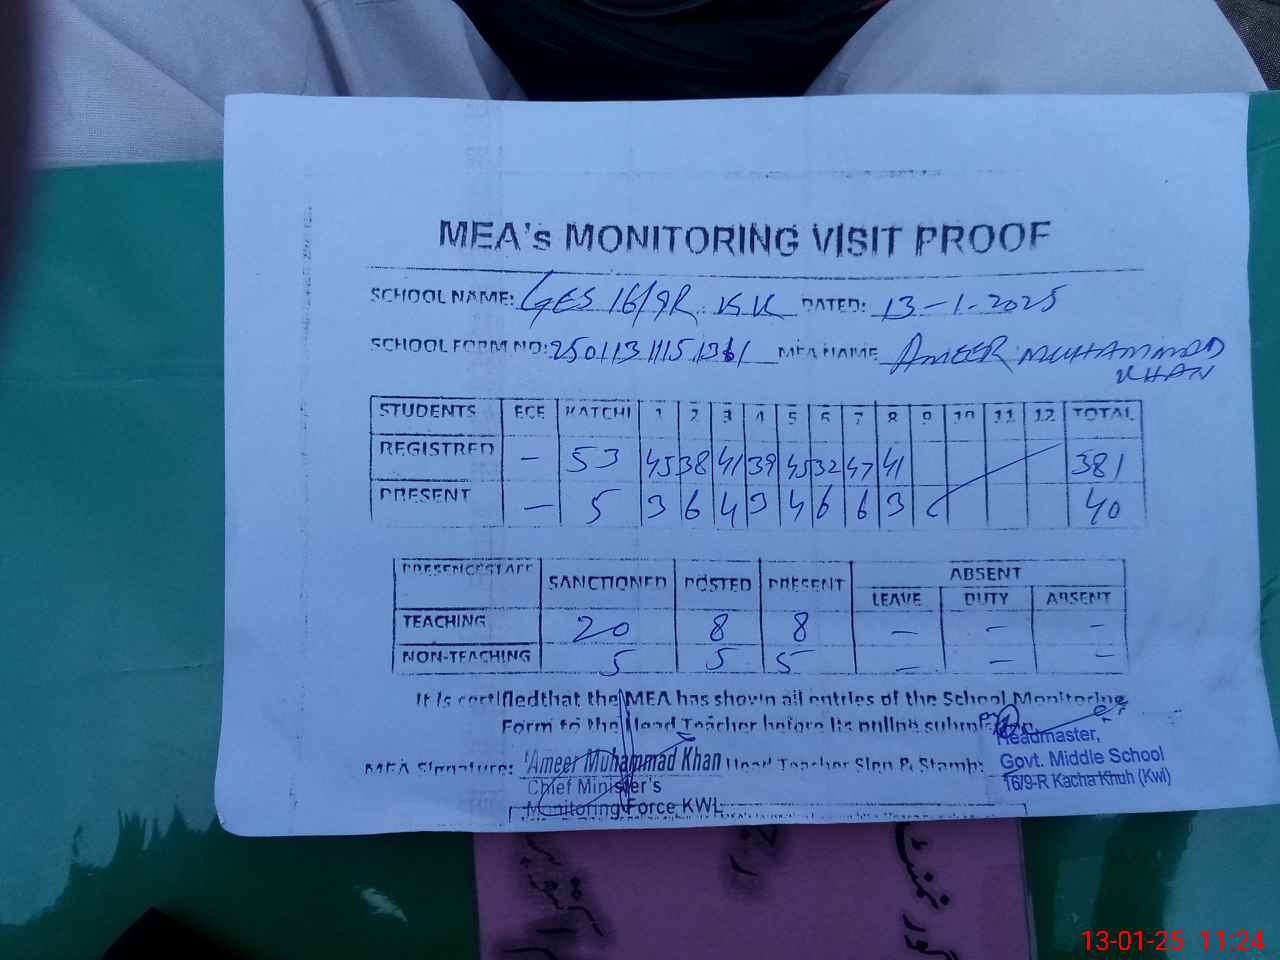 MEA's MONITORING VISIT PROOF
SCHOOL NAME: GES 16/9R KK DATED: 13-1-2025
SCHOOL FORM NO: MEA NAME AMEER MUHAMMAD KHAN
STUDENTS ECE KATCHI 1 2 3 4 5 6 7 8 9 10 11 12 TOTAL
REGISTRED - 53 45 38 41 39 45 32 47 41 381
PRESENT - 5 3 6 4 3 4 6 6 3 40
PRESENCE STAFF SANCTIONED POSTED PRESENT ABSENT
LEAVE DUTY ABSENT
TEACHING 20 8 8 - - -
NON-TEACHING 5 5 5 - - -
It is certified that the MEA has shown all entries of the School Monitoring
Form to the Head Teacher before its online submission.
MEA Signature: Ameer Muhammad Khan Head Teacher Sign & Stamp:
Chief Minister's
Monitoring Force KWL
Headmaster,
Govt. Middle School
16/9-R Kacha Khuh (Kwl)
13-01-25 11:24